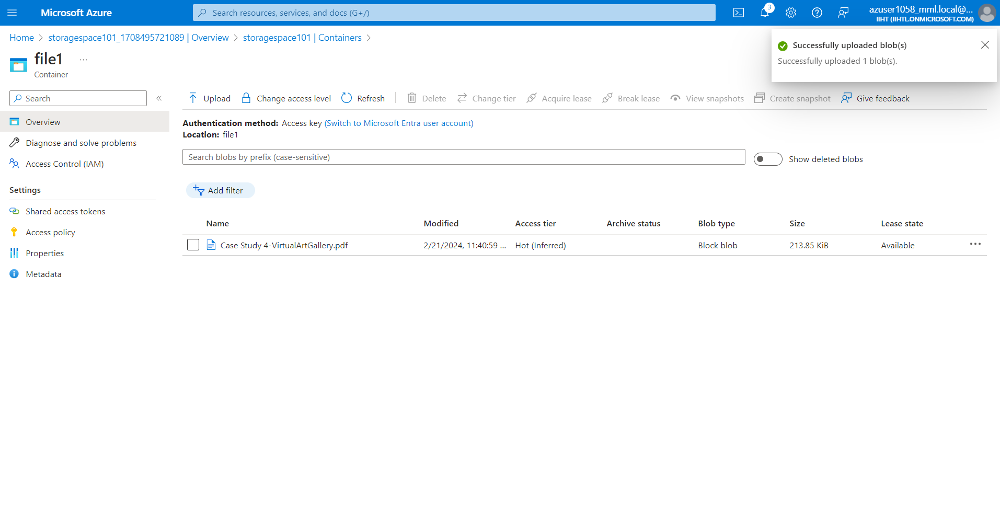 Microsoft Azure
Search resources, services, and docs (G+/)
3
azuser1058_mml.local@...
IIHT (IIHTL.ONMICROSOFT.COM)
Home > storagespace101_1708495721089 | Overview > storagespace101 | Containers >
file1 ...
Container
Successfully uploaded blob(s)
Successfully uploaded 1 blob(s).
Search «
Upload Change access level Refresh Delete Change tier Acquire lease Break lease View snapshots Create snapshot Give feedback
Overview
Diagnose and solve problems
Access Control (IAM)
Settings
Shared access tokens
Access policy
Properties
Metadata
Authentication method: Access key (Switch to Microsoft Entra user account)
Location: file1
Search blobs by prefix (case-sensitive)
Show deleted blobs
Add filter
Name Modified Access tier Archive status Blob type Size Lease state
Case Study 4-VirtualArtGallery.pdf 2/21/2024, 11:40:59 ... Hot (Inferred) Block blob 213.85 KiB Available ...